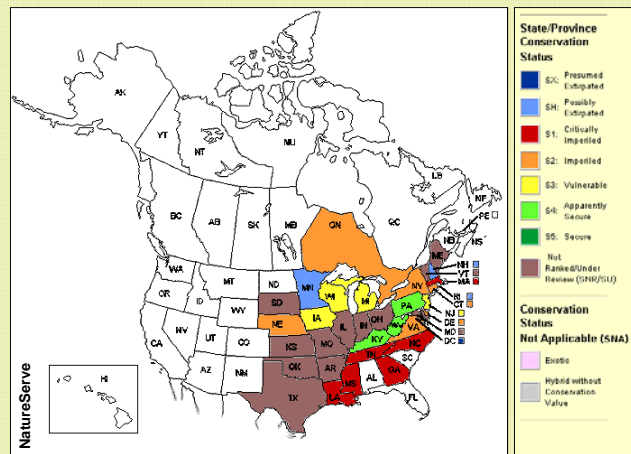 AK
YT
NT
NU
BC
AB
SK
MB
ON
QC
LB
NF
PE
NB
NS
WA
MT
ND
MN
OR
ID
WY
SD
WI
MI
NY
ME
NH
VT
MA
RI
CT
NJ
DE
MD
DC
NV
UT
CO
NE
IA
IL
IN
OH
PA
WV
VA
CA
AZ
NM
KS
MO
KY
OK
AR
TN
NC
SC
TX
LA
MS
AL
GA
FL
HI
NatureServe
State/Province
Conservation
Status
SX: Presumed
Extirpated
SH: Possibly
Extirpated
S1: Critically
Imperiled
S2: Imperiled
S3: Vulnerable
S4: Apparently
Secure
S5: Secure
Not
Ranked/Under
Review (SNR/SU)
Conservation
Status
Not Applicable (SNA)
Exotic
Hybrid without
Conservation
Value